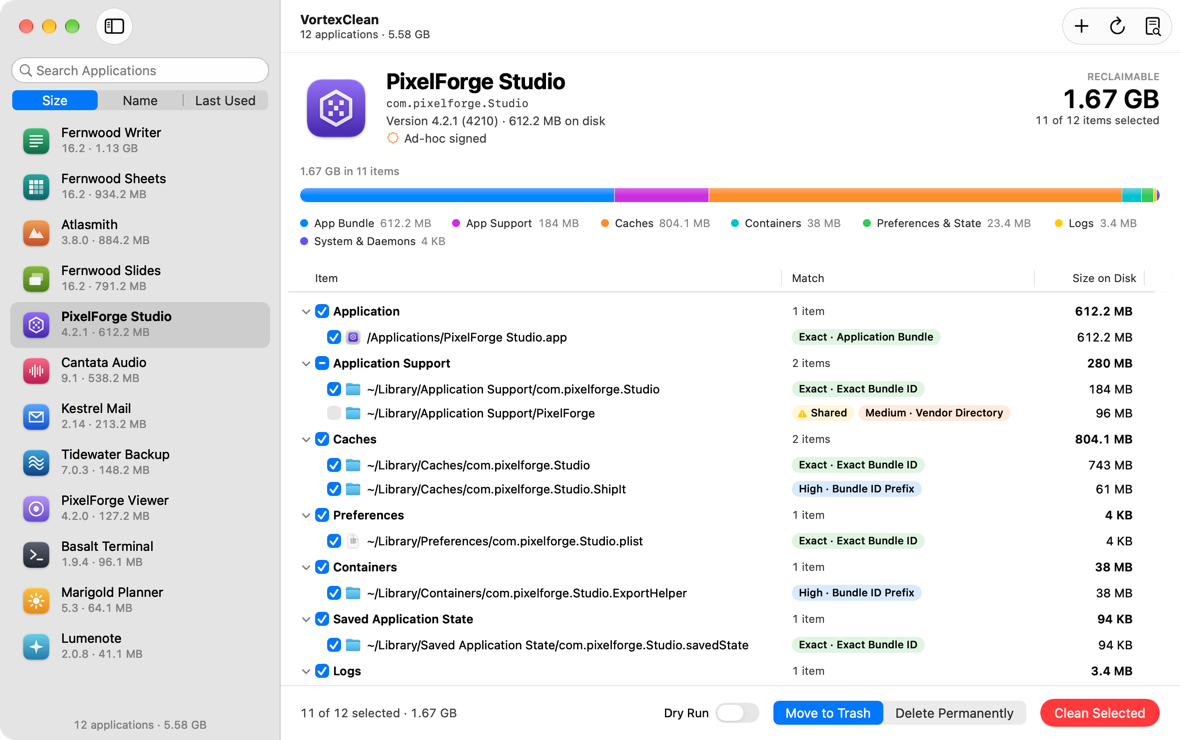 VortexClean
12 applications · 5.58 GB
Search Applications
Size Name Last Used
Fernwood Writer
16.2 · 1.13 GB
Fernwood Sheets
16.2 · 934.2 MB
Atlasmith
3.8.0 · 884.2 MB
Fernwood Slides
16.2 · 791.2 MB
PixelForge Studio
4.2.1 · 612.2 MB
Cantata Audio
9.1 · 538.2 MB
Kestrel Mail
2.14 · 213.2 MB
Tidewater Backup
7.0.3 · 148.2 MB
PixelForge Viewer
4.2.0 · 127.2 MB
Basalt Terminal
1.9.4 · 96.1 MB
Marigold Planner
5.3 · 64.1 MB
Lumenote
2.0.8 · 41.1 MB
12 applications · 5.58 GB
PixelForge Studio
com.pixelforge.Studio
Version 4.2.1 (4210) · 612.2 MB on disk
Ad-hoc signed
RECLAIMABLE
1.67 GB
11 of 12 items selected
1.67 GB in 11 items
App Bundle 612.2 MB App Support 184 MB Caches 804.1 MB Containers 38 MB Preferences & State 23.4 MB Logs 3.4 MB
System & Daemons 4 KB
Item Match Size on Disk
Application 1 item 612.2 MB
/Applications/PixelForge Studio.app Exact · Application Bundle 612.2 MB
Application Support 2 items 280 MB
~/Library/Application Support/com.pixelforge.Studio Exact · Exact Bundle ID 184 MB
~/Library/Application Support/PixelForge Shared Medium · Vendor Directory 96 MB
Caches 2 items 804.1 MB
~/Library/Caches/com.pixelforge.Studio Exact · Exact Bundle ID 743 MB
~/Library/Caches/com.pixelforge.Studio.ShipIt High · Bundle ID Prefix 61 MB
Preferences 1 item 4 KB
~/Library/Preferences/com.pixelforge.Studio.plist Exact · Exact Bundle ID 4 KB
Containers 1 item 38 MB
~/Library/Containers/com.pixelforge.Studio.ExportHelper High · Bundle ID Prefix 38 MB
Saved Application State 1 item 94 KB
~/Library/Saved Application State/com.pixelforge.Studio.savedState Exact · Exact Bundle ID 94 KB
Logs 1 item 3.4 MB
11 of 12 selected · 1.67 GB Dry Run Move to Trash Delete Permanently Clean Selected